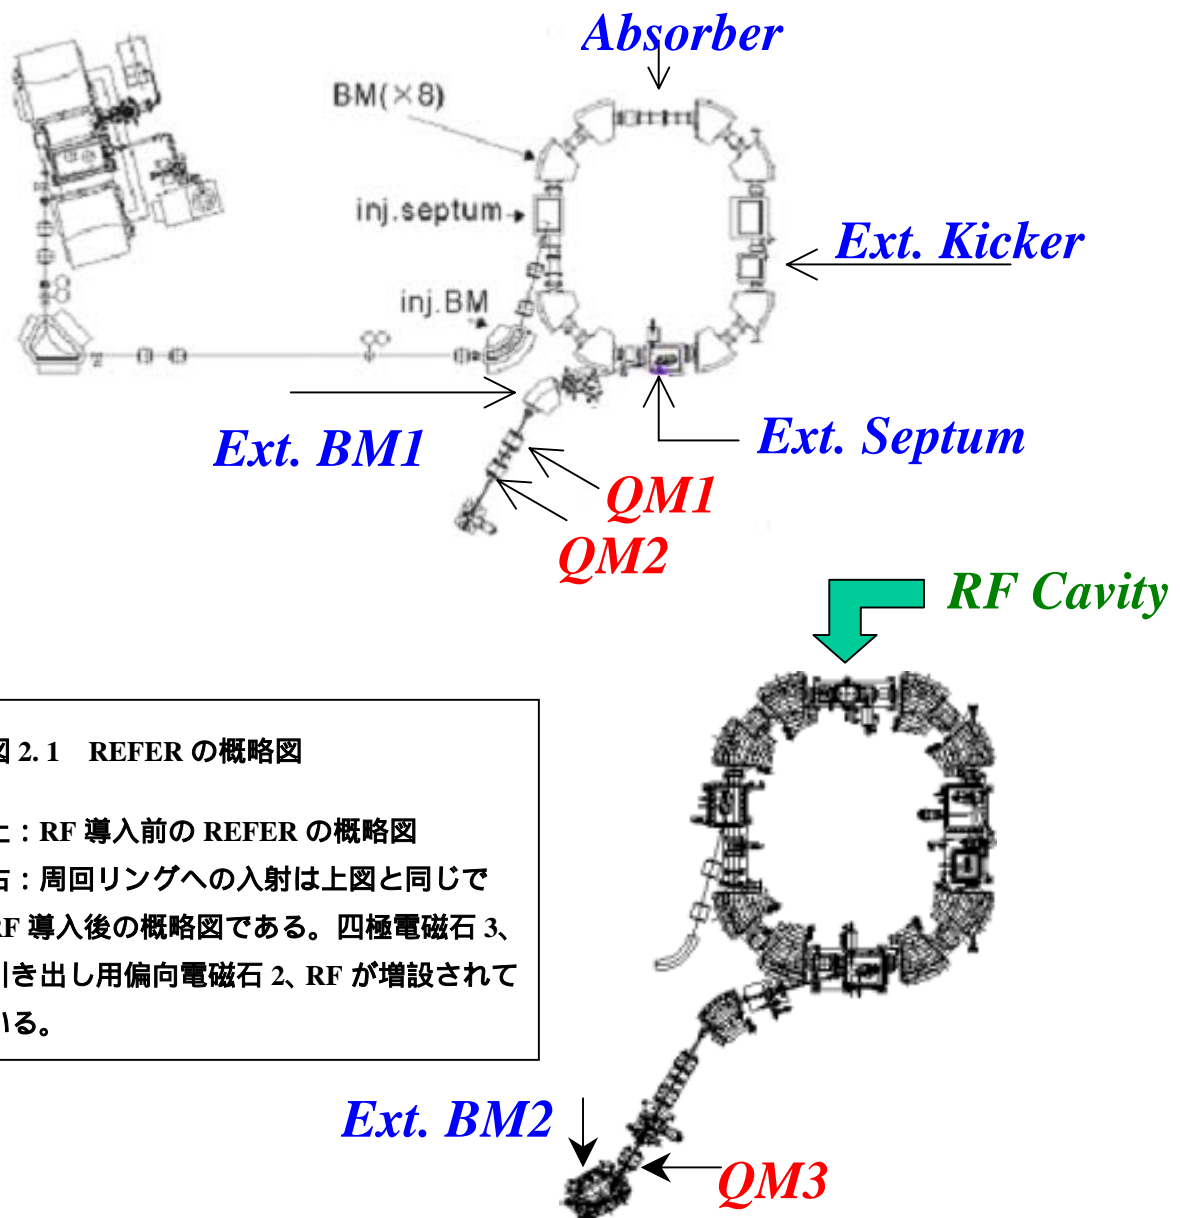 Absorber
BM(×8)
inj.septum
Ext. Kicker
inj.BM
Ext. BM1
Ext. Septum
QM1
QM2
RF Cavity
図 2. 1 REFER の概略図
上：RF 導入前の REFER の概略図
右：周回リングへの入射は上図と同じで
RF 導入後の概略図である。四極電磁石 3、
引き出し用偏向電磁石 2、RF が増設されて
いる。
Ext. BM2
QM3